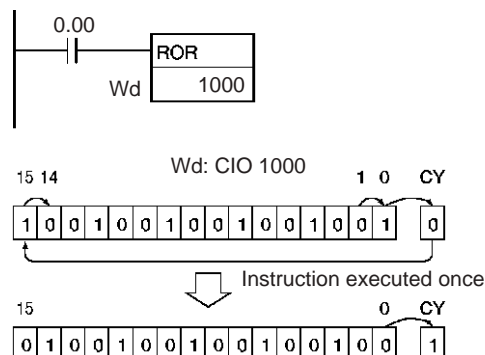 0.00
ROR
Wd 1000
Wd: CIO 1000
15 14 1 0 CY
1 0 0 1 0 0 1 0 0 1 0 0 1 0 0 1 0
Instruction executed once
15 0 CY
0 1 0 0 1 0 0 1 0 0 1 0 0 1 0 0 1